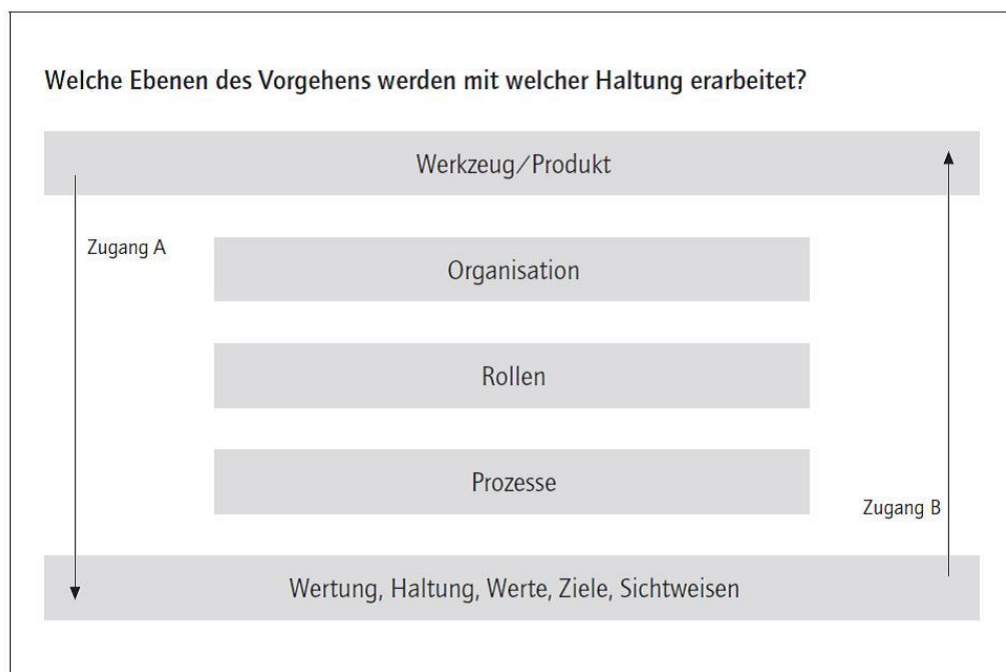 Welche Ebenen des Vorgehens werden mit welcher Haltung erarbeitet?
Werkzeug/Produkt
Zugang A
Organisation
Rollen
Prozesse
Zugang B
Wertung, Haltung, Werte, Ziele, Sichtweisen